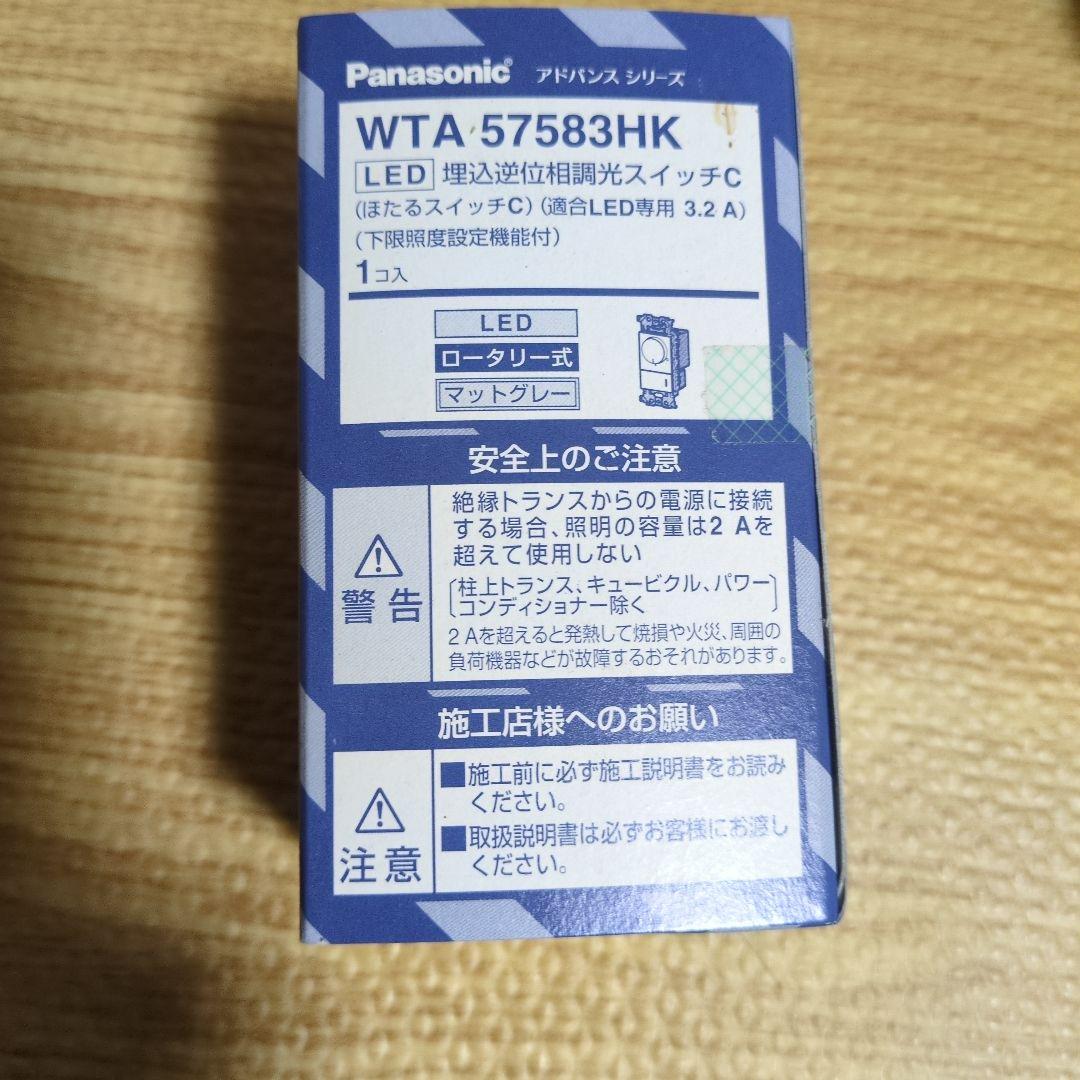 Panasonic® アドバンス シリーズ
WTA 57583HK
LED 埋込逆位相調光スイッチC
(ほたるスイッチC)(適合LED専用 3.2 A)
(下限照度設定機能付)
1コ入
LED
ロータリー式
マットグレー
安全上のご注意
警告
絶縁トランスからの電源に接続
する場合、照明の容量は2 Aを
超えて使用しない
柱上トランス、キュービクル、パワー
コンディショナー除く
2 Aを超えると発熱して焼損や火災、周囲の
負荷機器などが故障するおそれがあります。
施工店様へのお願い
注意
■施工前に必ず施工説明書をお読み
ください。
■取扱説明書は必ずお客様にお渡し
ください。